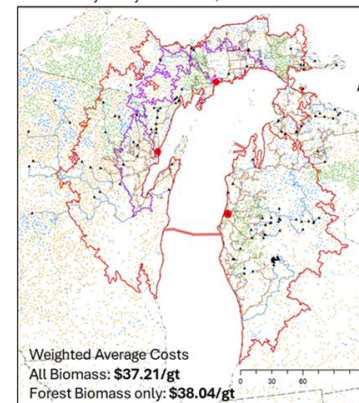 Weighted Average Costs
All Biomass: $37.21/gt
Forest Biomass only: $38.04/gt
0 30 60